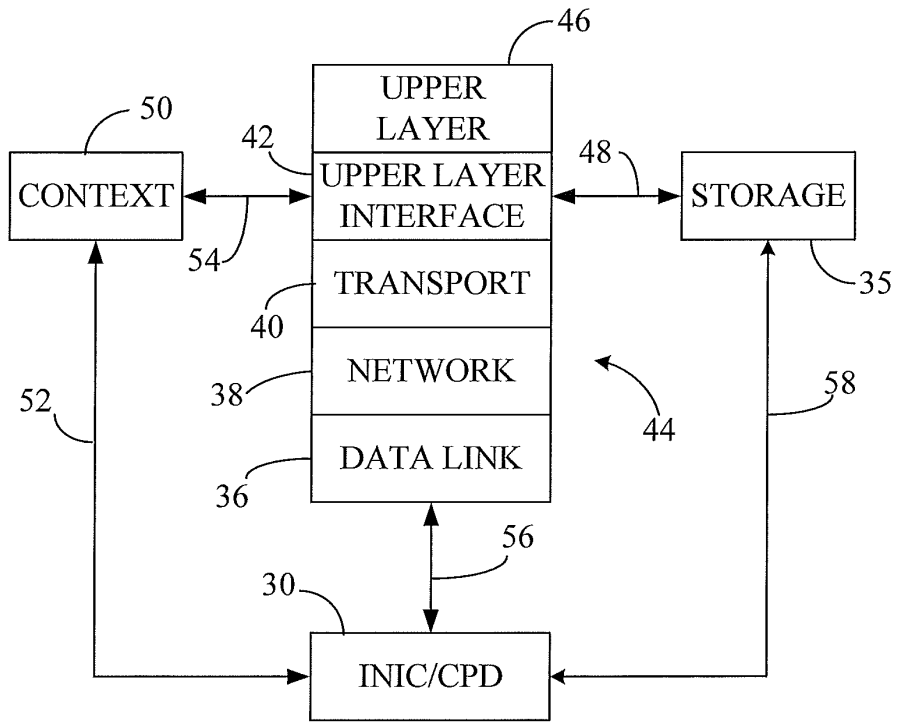 46
UPPER
LAYER
50
42
48
CONTEXT
UPPER LAYER
INTERFACE
STORAGE
54
35
TRANSPORT
40
NETWORK
38
52
58
44
DATA LINK
36
56
30
INIC/CPD